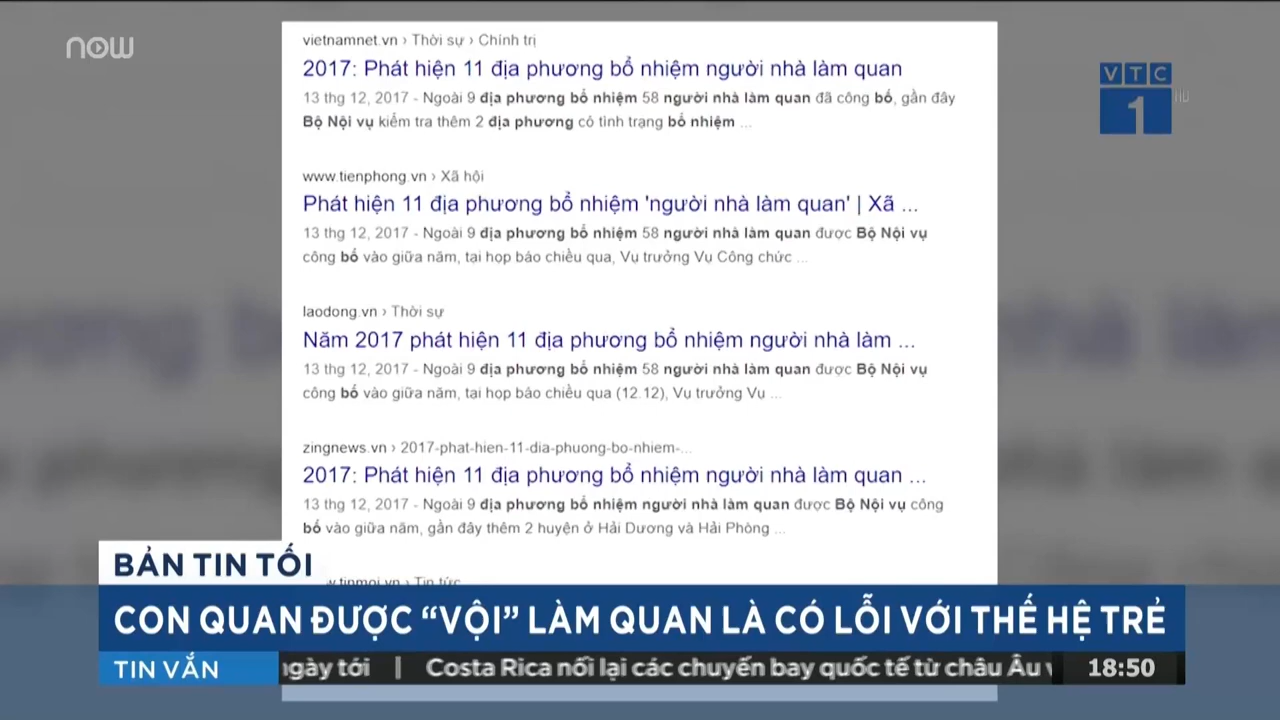 now
VTC
1
HD
vietnamnet.vn › Thời sự › Chính trị
2017: Phát hiện 11 địa phương bổ nhiệm người nhà làm quan
13 thg 12, 2017 - Ngoài 9 địa phương bổ nhiệm 58 người nhà làm quan đã công bố, gần đây
Bộ Nội vụ kiểm tra thêm 2 địa phương có tình trạng bổ nhiệm ...
www.tienphong.vn › Xã hội
Phát hiện 11 địa phương bổ nhiệm 'người nhà làm quan' | Xã ...
13 thg 12, 2017 - Ngoài 9 địa phương bổ nhiệm 58 người nhà làm quan được Bộ Nội vụ
công bố vào giữa năm, tại họp báo chiều qua, Vụ trưởng Vụ Công chức ...
laodong.vn › Thời sự
Năm 2017 phát hiện 11 địa phương bổ nhiệm người nhà làm ...
13 thg 12, 2017 - Ngoài 9 địa phương bổ nhiệm 58 người nhà làm quan được Bộ Nội vụ
công bố vào giữa năm, tại họp báo chiều qua (12.12), Vụ trưởng Vụ ...
zingnews.vn › 2017-phat-hien-11-dia-phuong-bo-nhiem-...
2017: Phát hiện 11 địa phương bổ nhiệm người nhà làm quan ...
13 thg 12, 2017 - Ngoài 9 địa phương bổ nhiệm người nhà làm quan được Bộ Nội vụ công
bố vào giữa năm, gần đây thêm 2 huyện ở Hải Dương và Hải Phòng ...
w.tinmoi.vn › Tin tức
BẢN TIN TỐI
CON QUAN ĐƯỢC “VỘI” LÀM QUAN LÀ CÓ LỖI VỚI THẾ HỆ TRẺ
TIN VẮN ngày tới | Costa Rica nối lại các chuyến bay quốc tế từ châu Âu 18:50